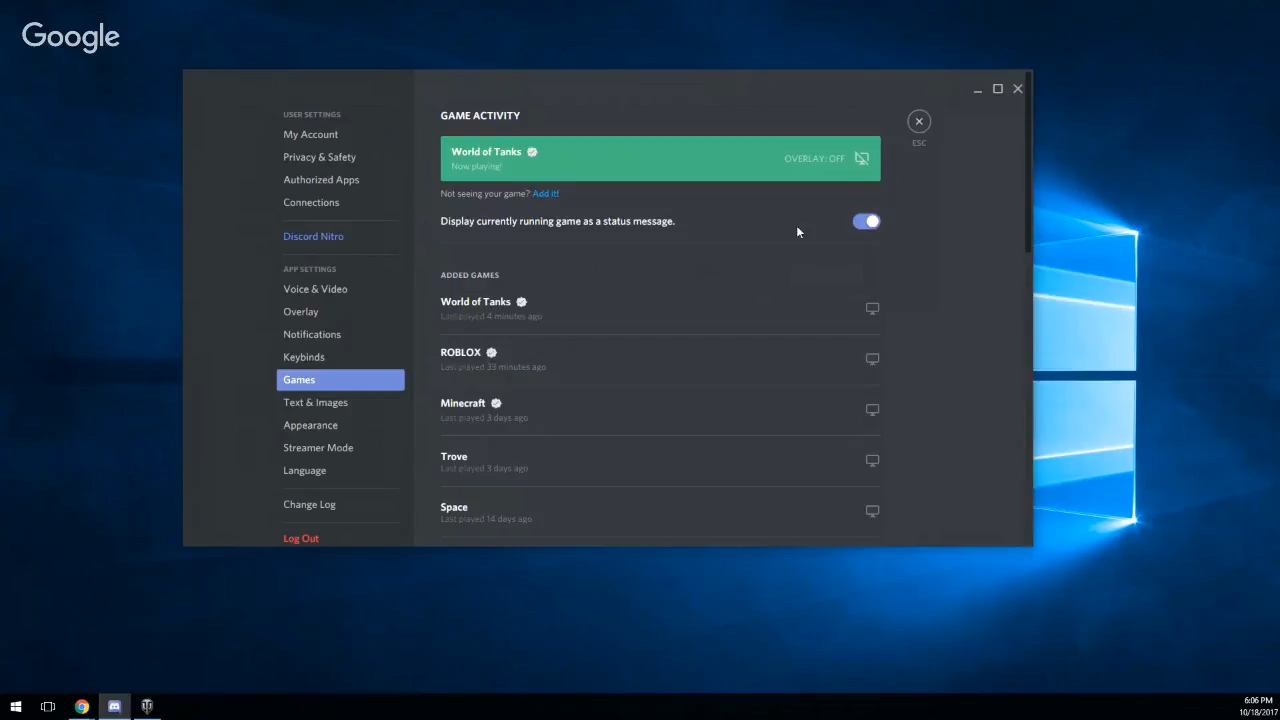 Google
USER SETTINGS
My Account
Privacy & Safety
Authorized Apps
Connections
Discord Nitro
APP SETTINGS
Voice & Video
Overlay
Notifications
Keybinds
Games
Text & Images
Appearance
Streamer Mode
Language
Change Log
Log Out
GAME ACTIVITY
World of Tanks
Now playing!
OVERLAY: OFF
Not seeing your game? Add it!
Display currently running game as a status message.
ESC
ADDED GAMES
World of Tanks
Last played 4 minutes ago
ROBLOX
Last played 33 minutes ago
Minecraft
Last played 3 days ago
Trove
Last played 3 days ago
Space
Last played 14 days ago
6:06 PM
10/18/2017